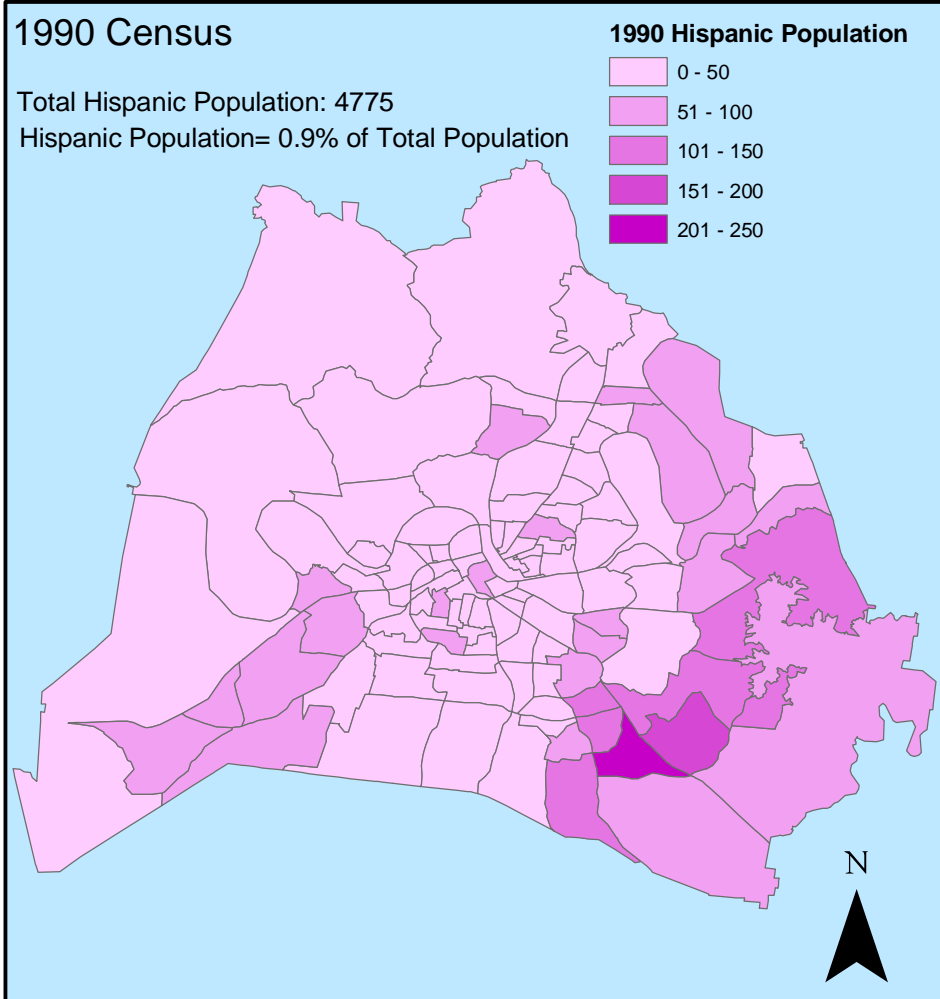 1990 Census
Total Hispanic Population: 4775
Hispanic Population= 0.9% of Total Population
1990 Hispanic Population
0 - 50
51 - 100
101 - 150
151 - 200
201 - 250
N